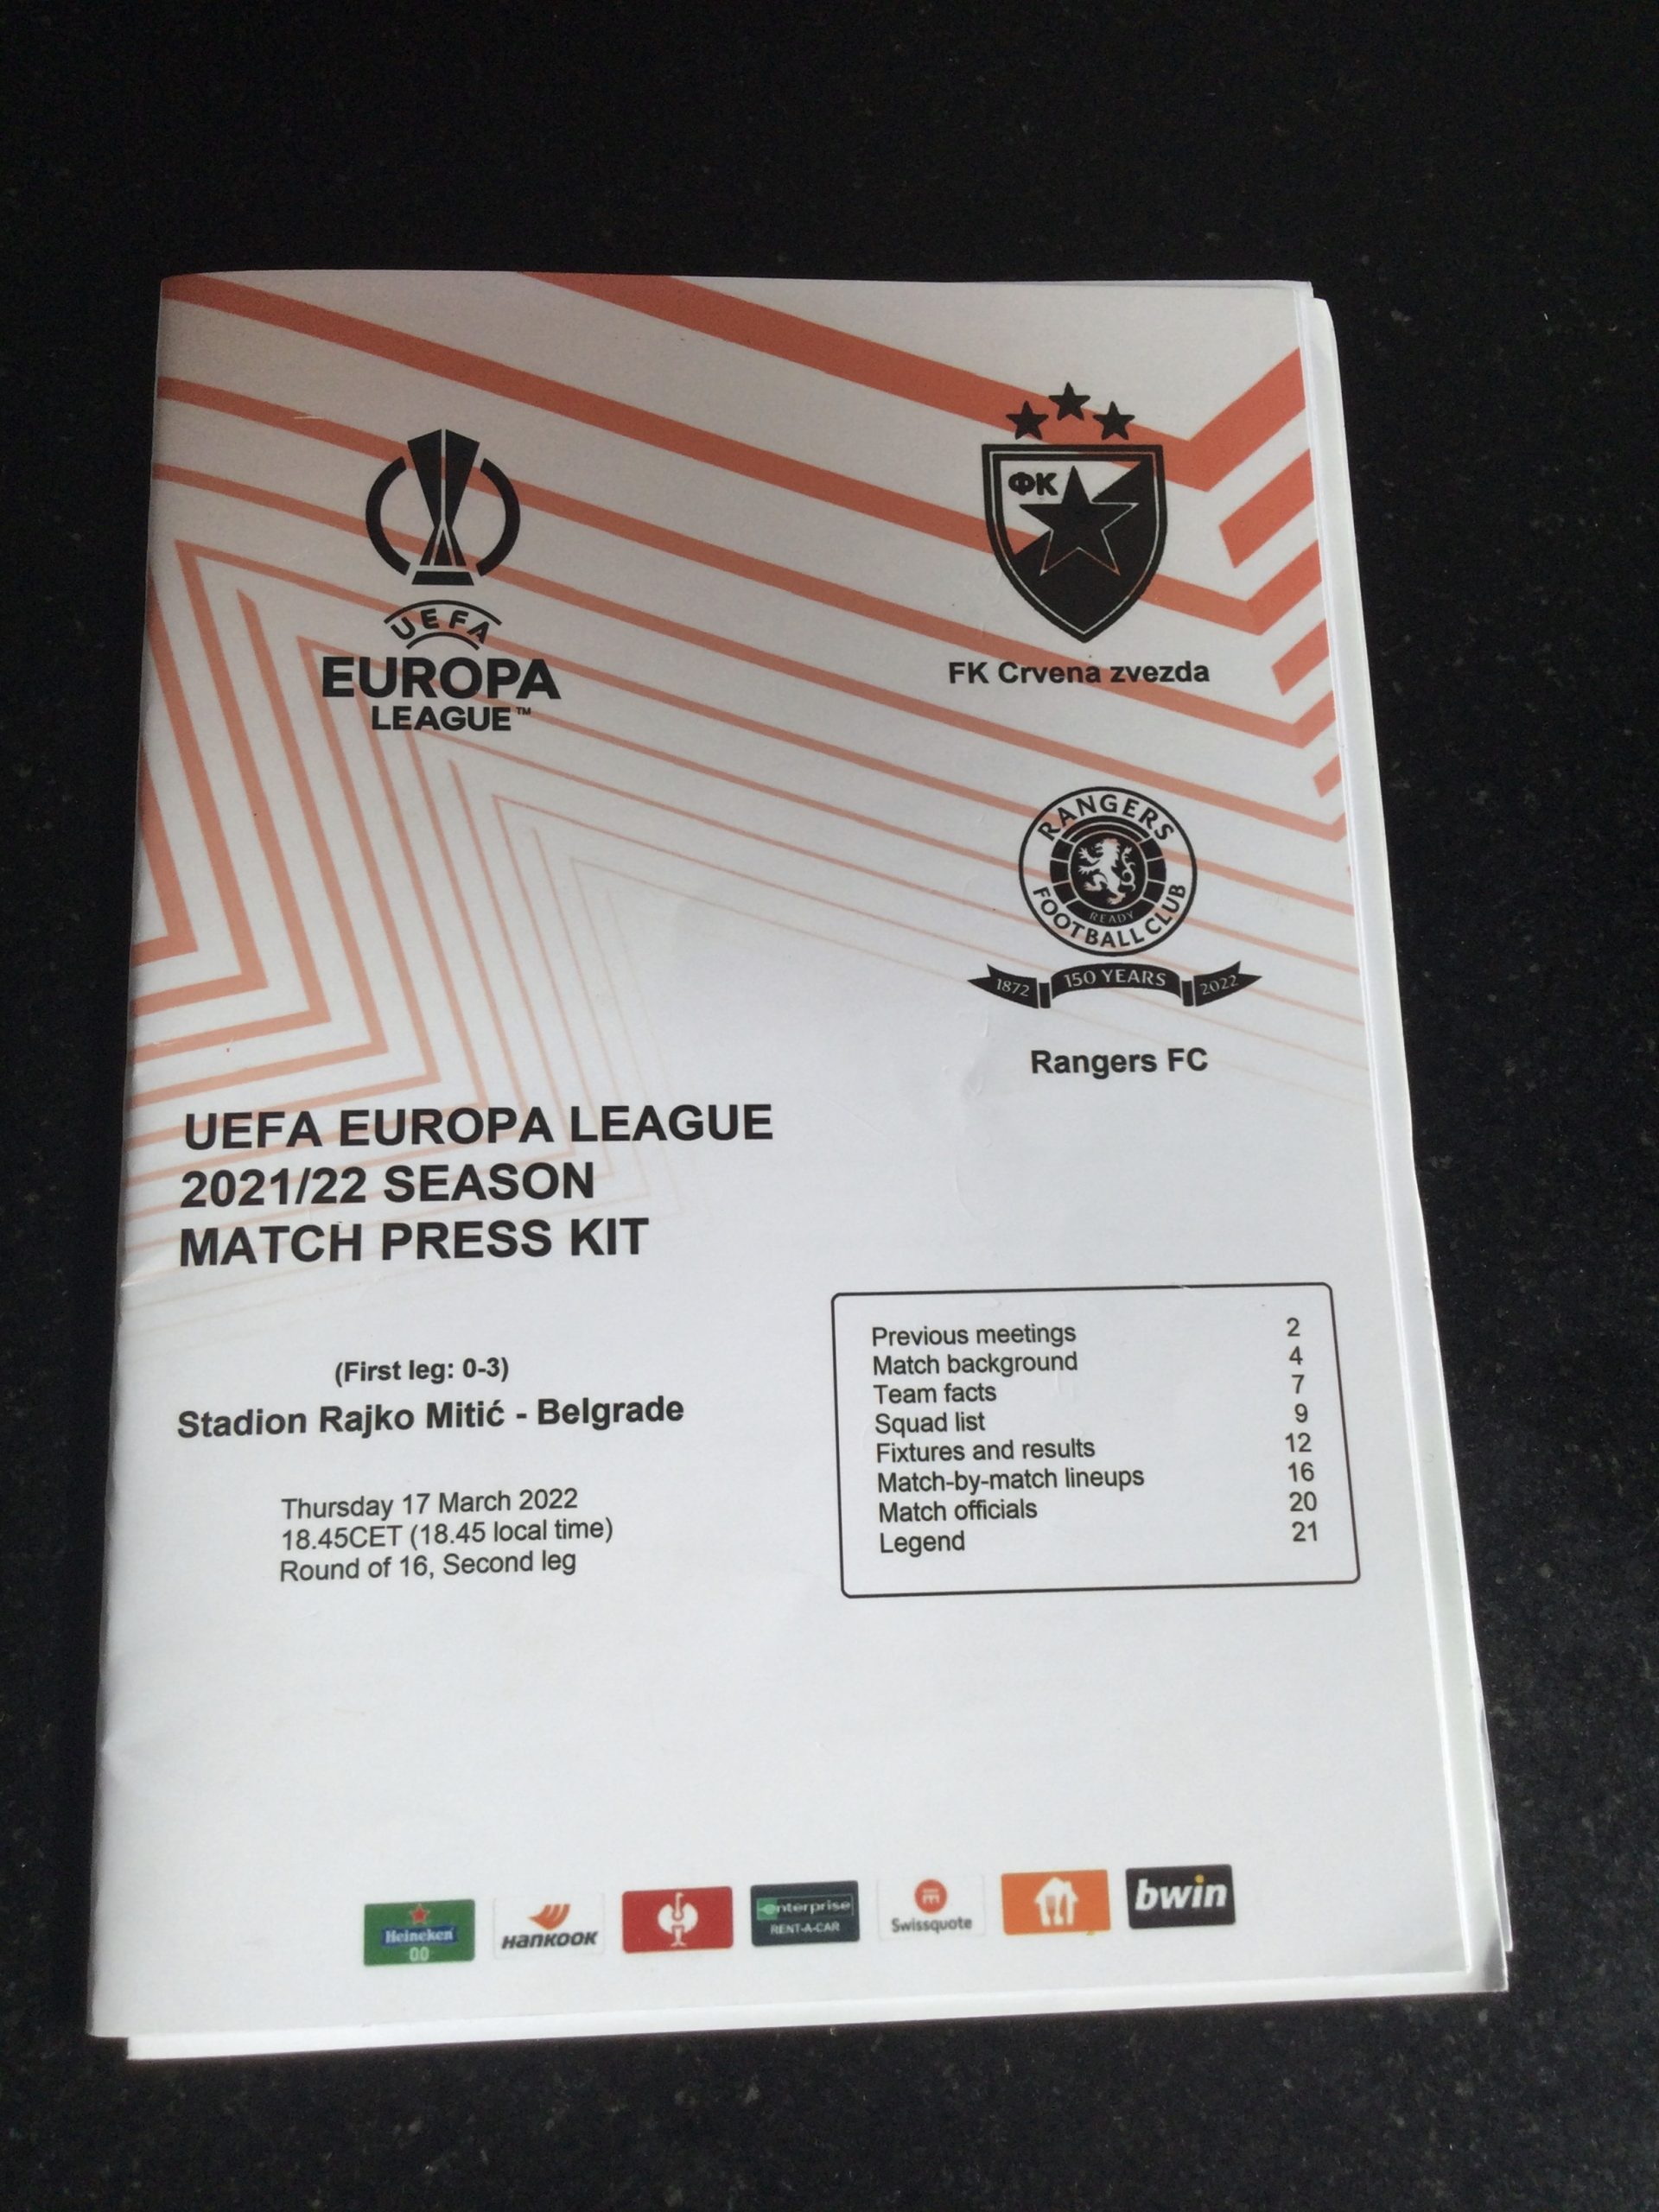 UEFA
EUROPA
LEAGUE™
ФК
FK Crvena zvezda
RANGERS
FOOTBALL CLUB
READY
1872 150 YEARS 2022
Rangers FC
UEFA EUROPA LEAGUE
2021/22 SEASON
MATCH PRESS KIT
(First leg: 0-3)
Stadion Rajko Mitić - Belgrade
Thursday 17 March 2022
18.45CET (18.45 local time)
Round of 16, Second leg
Previous meetings 2
Match background 4
Team facts 7
Squad list 9
Fixtures and results 12
Match-by-match lineups 16
Match officials 20
Legend 21
Heineken
0.0
HANKOOK
enterprise
RENT-A-CAR
Swissquote
bwin